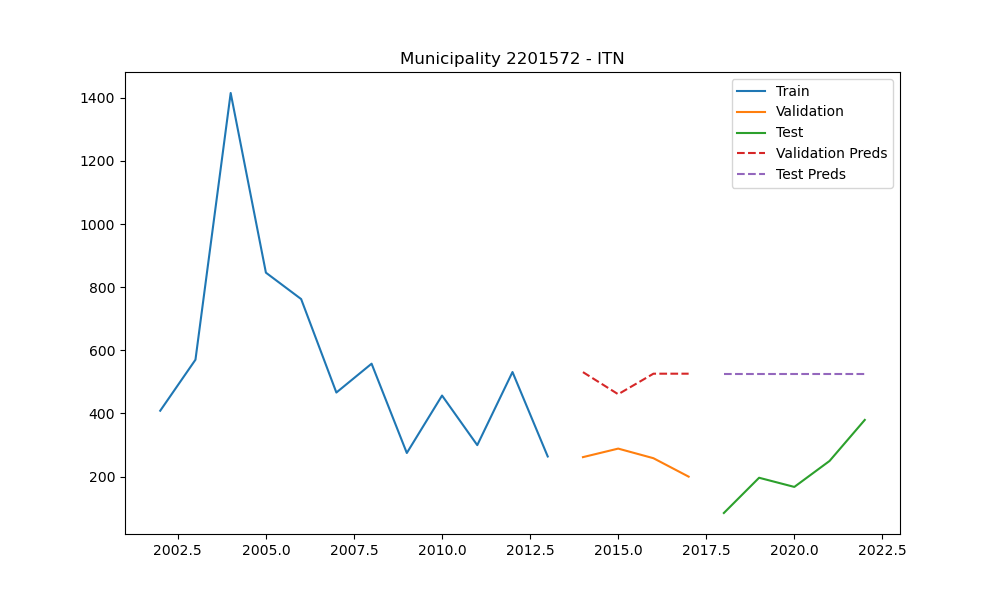 Municipality 2201572 - ITN
1400
1200
1000
800
600
400
200
2002.5 2005.0 2007.5 2010.0 2012.5 2015.0 2017.5 2020.0 2022.5
Train
Validation
Test
Validation Preds
Test Preds